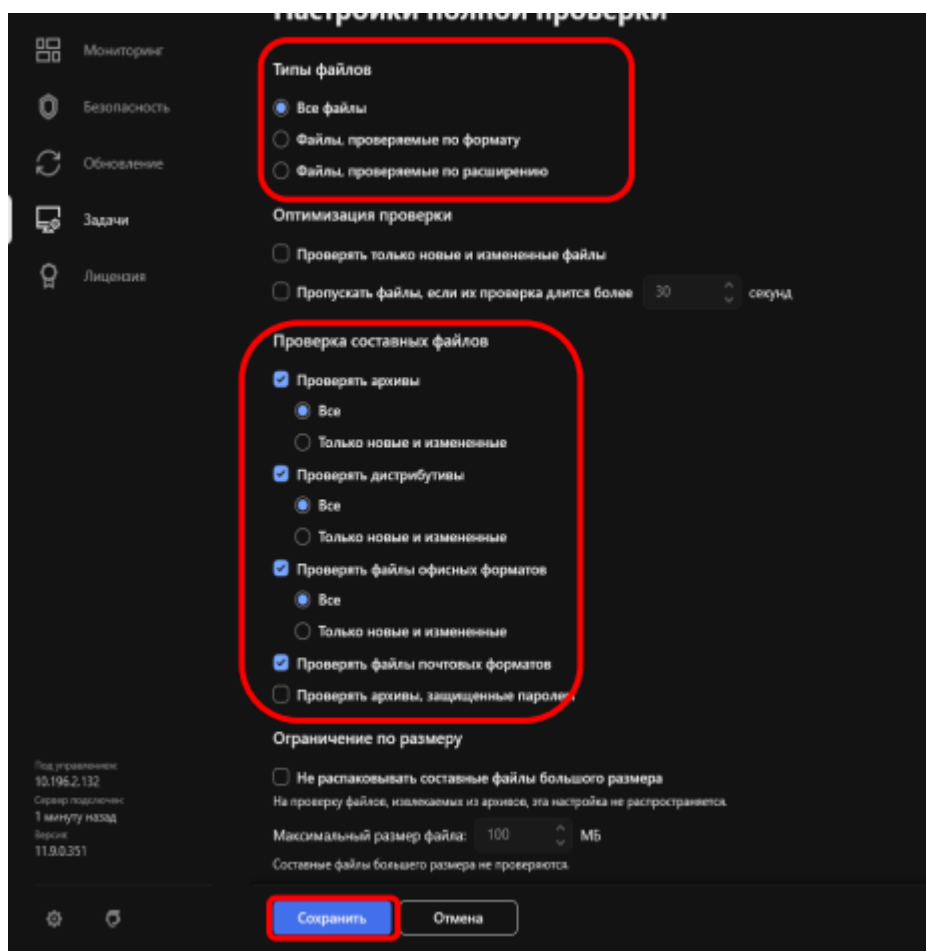 Настройки полной проверки
Мониторинг
Безопасность
Обновление
Задачи
Лицензия
Типы файлов
Все файлы
Файлы, проверяемые по формату
Файлы, проверяемые по расширению
Оптимизация проверки
Проверять только новые и измененные файлы
Пропускать файлы, если их проверка длится более 30 секунд
Проверка составных файлов
Проверять архивы
Все
Только новые и измененные
Проверять дистрибутивы
Все
Только новые и измененные
Проверять файлы офисных форматов
Все
Только новые и измененные
Проверять файлы почтовых форматов
Проверять архивы, защищенные паролем
Ограничение по размеру
Не распаковывать составные файлы большого размера
На проверку файлов, извлекаемых из архивов, эта настройка не распространяется.
Максимальный размер файла: 100 МБ
Составные файлы большего размера не проверяются.
Под управлением:
10.196.2.132
Сервер подключен:
1 минуту назад
Версия:
11.9.0.351
Сохранить
Отмена